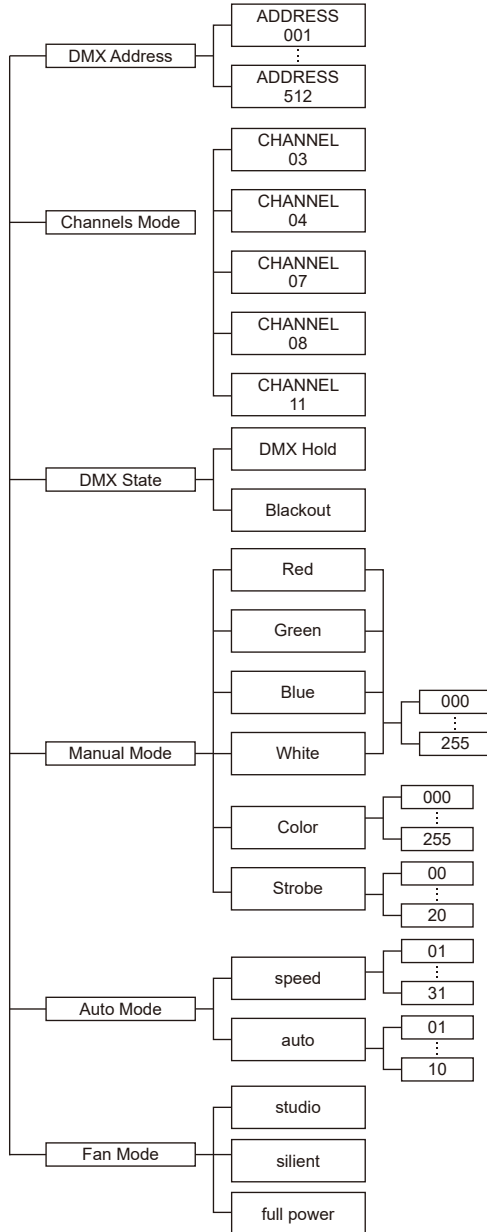 DMX Address
ADDRESS
001
ADDRESS
512
Channels Mode
CHANNEL
03
CHANNEL
04
CHANNEL
07
CHANNEL
08
CHANNEL
11
DMX State
DMX Hold
Blackout
Manual Mode
Red
Green
Blue
White
000
255
Color
000
255
Strobe
00
20
Auto Mode
speed
01
31
auto
01
10
Fan Mode
studio
silient
full power